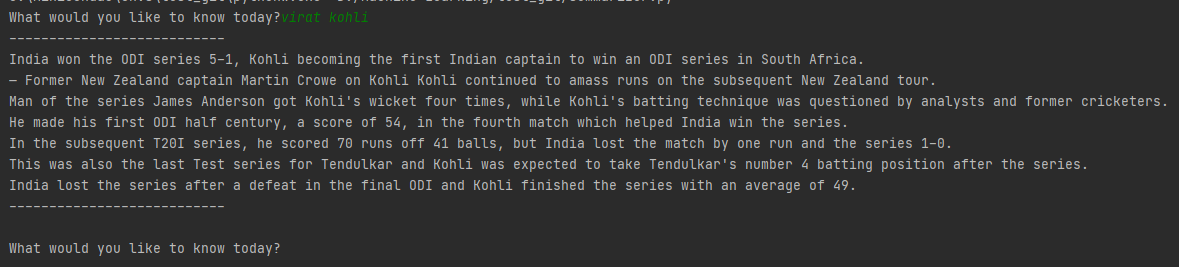 What would you like to know today?virat kohli
---------------------------
India won the ODI series 5–1, Kohli becoming the first Indian captain to win an ODI series in South Africa.
— Former New Zealand captain Martin Crowe on Kohli Kohli continued to amass runs on the subsequent New Zealand tour.
Man of the series James Anderson got Kohli's wicket four times, while Kohli's batting technique was questioned by analysts and former cricketers.
He made his first ODI half century, a score of 54, in the fourth match which helped India win the series.
In the subsequent T20I series, he scored 70 runs off 41 balls, but India lost the match by one run and the series 1–0.
This was also the last Test series for Tendulkar and Kohli was expected to take Tendulkar's number 4 batting position after the series.
India lost the series after a defeat in the final ODI and Kohli finished the series with an average of 49.
---------------------------
What would you like to know today?